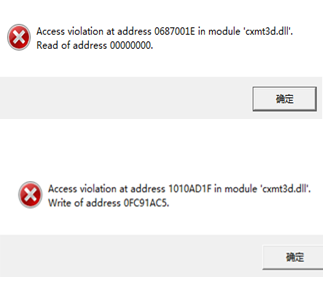 Access violation at address 0687001E in module 'cxmt3d.dll'.
Read of address 00000000.
确定
Access violation at address 1010AD1F in module 'cxmt3d.dll'.
Write of address 0FC91AC5.
确定